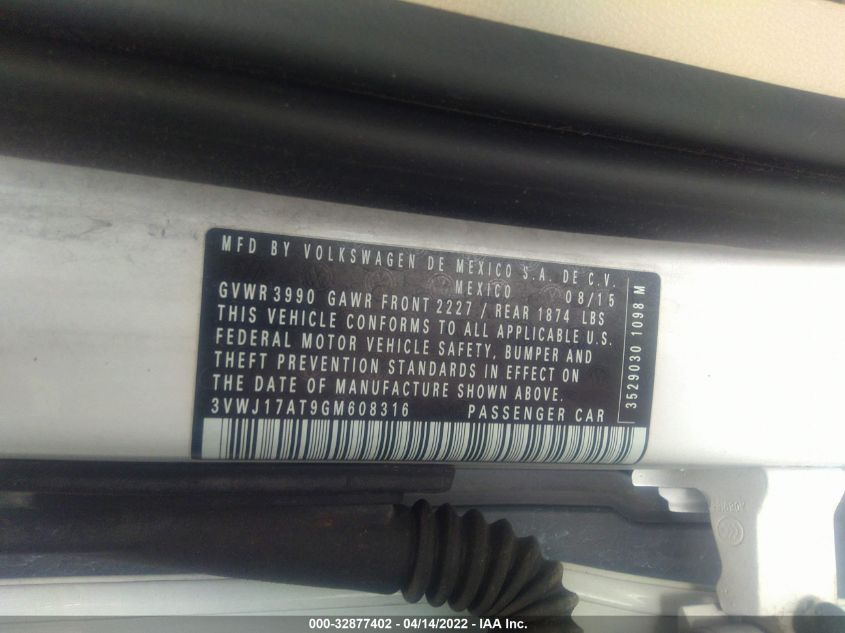 MFD BY VOLKSWAGEN DE MEXICO S.A. DE C.V.
MEXICO 08/15
GVWR 3990 GAWR FRONT 2227 / REAR 1874 LBS
THIS VEHICLE CONFORMS TO ALL APPLICABLE U.S.
FEDERAL MOTOR VEHICLE SAFETY, BUMPER AND
THEFT PREVENTION STANDARDS IN EFFECT ON
THE DATE OF MANUFACTURE SHOWN ABOVE.
3VWJ17AT9GM608316 PASSENGER CAR
3529030 1098 M
000-32877402 - 04/14/2022 - IAA Inc.